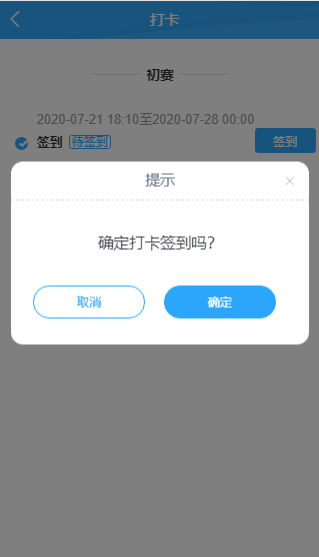 打卡
初赛
2020-07-21 18:10至2020-07-28 00:00
签到 待签到 签到
提示
确定打卡签到吗?
取消 确定